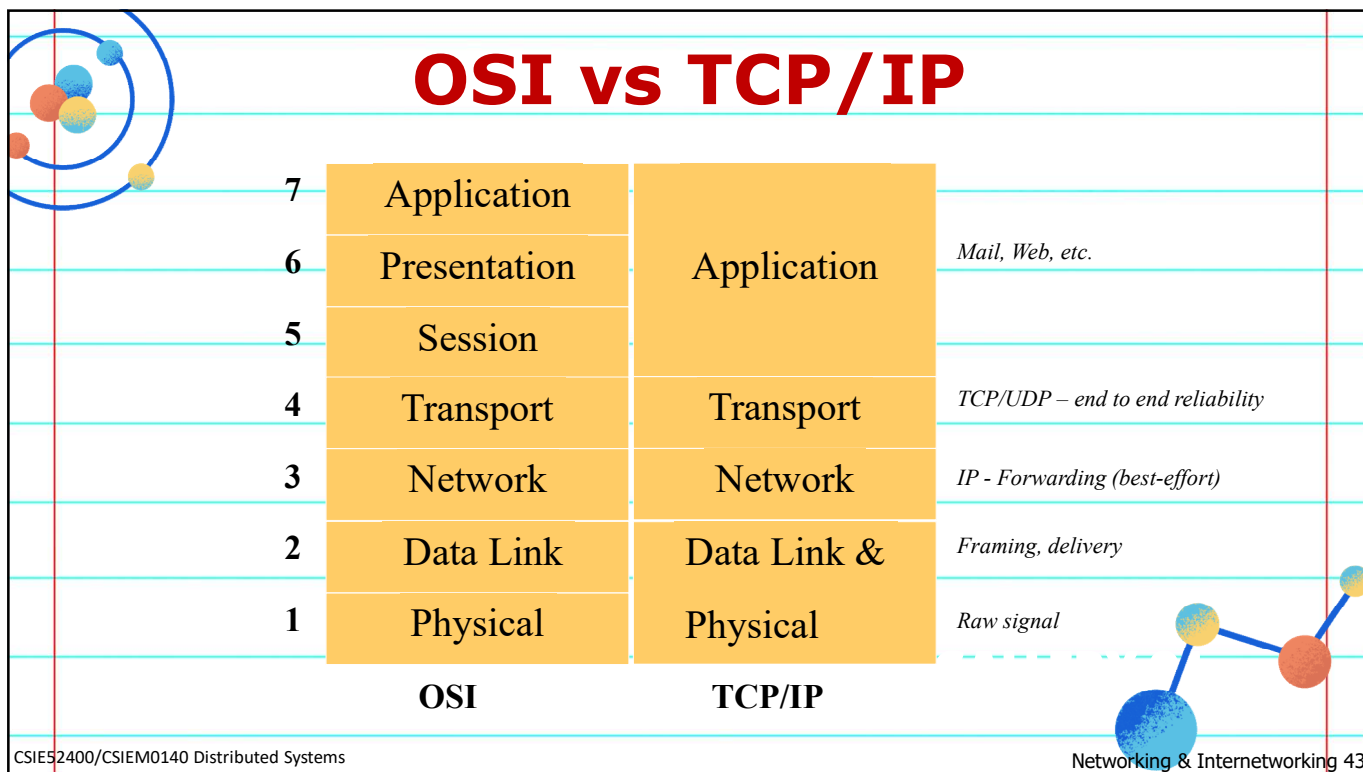 OSI vs TCP/IP
7 Application
6 Presentation Application Mail, Web, etc.
5 Session
4 Transport Transport TCP/UDP – end to end reliability
3 Network Network IP - Forwarding (best-effort)
2 Data Link Data Link & Framing, delivery
1 Physical Physical Raw signal
OSI TCP/IP
CSIE52400/CSIEM0140 Distributed Systems Networking & Internetworking 43